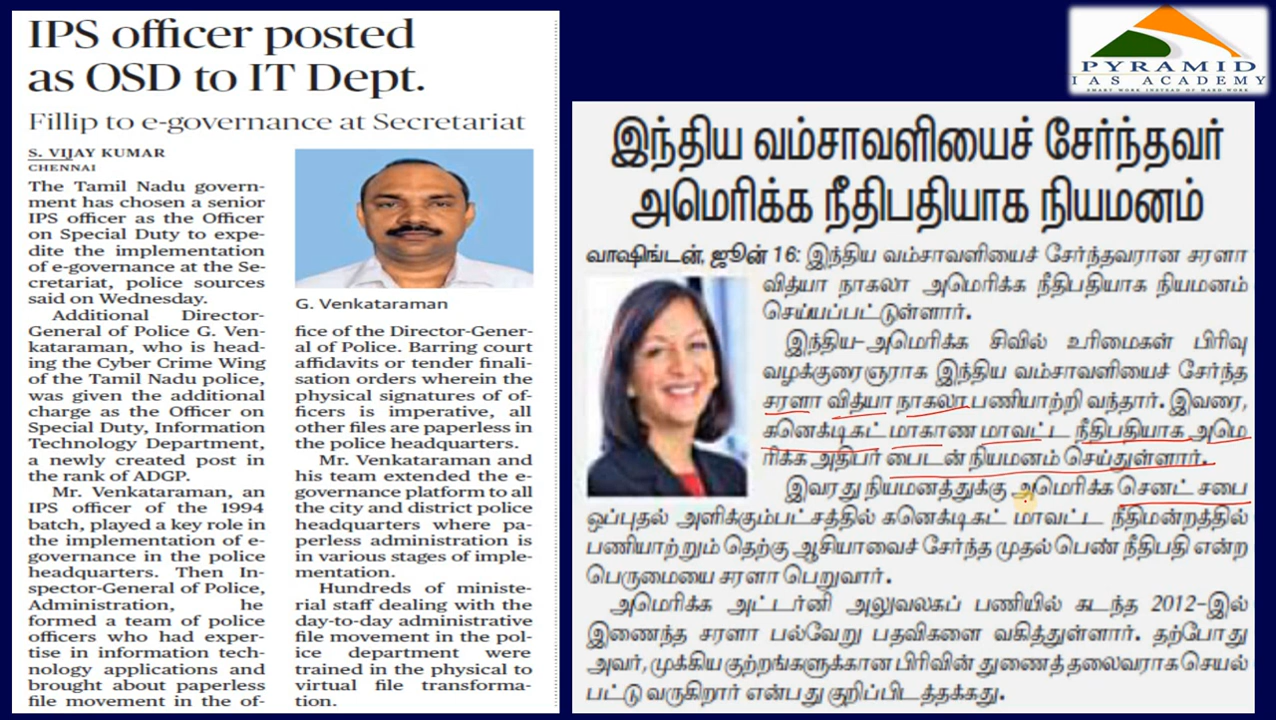 IPS officer posted
as OSD to IT Dept.
Fillip to e-governance at Secretariat
S. VIJAY KUMAR
CHENNAI
The Tamil Nadu govern-
ment has chosen a senior
IPS officer as the Officer
on Special Duty to expe-
dite the implementation
of e-governance at the Se-
cretariat, police sources
said on Wednesday.
Additional Director-
General of Police G. Ven-
kataraman, who is head-
ing the Cyber Crime Wing
of the Tamil Nadu police,
was given the additional
charge as the Officer on
Special Duty, Information
Technology Department,
a newly created post in
the rank of ADGP.
Mr. Venkataraman, an
IPS officer of the 1994
batch, played a key role in
the implementation of e-
governance in the police
headquarters. Then In-
spector-General of Police,
Administration, he
formed a team of police
officers who had exper-
tise in information tech-
nology applications and
brought about paperless
file movement in the of-
G. Venkataraman
fice of the Director-Gener-
al of Police. Barring court
affidavits or tender finali-
sation orders wherein the
physical signatures of of-
ficers is imperative, all
other files are paperless in
the police headquarters.
Mr. Venkataraman and
his team extended the e-
governance platform to all
the city and district police
headquarters where pa-
perless administration is
in various stages of imple-
mentation.
Hundreds of ministe-
rial staff dealing with the
day-to-day administrative
file movement in the pol-
ice department were
trained in the physical to
virtual file transforma-
tion.
PYRAMID
IAS ACADEMY
SMART WORK INSTEAD OF HARD WORK
இந்திய வம்சாவளியைச் சேர்ந்தவர்
அமெரிக்க நீதிபதியாக நியமனம்
வாஷிங்டன், ஜூன் 16: இந்திய வம்சாவளியைச் சேர்ந்தவரான சரளா
வித்யா நாகலா அமெரிக்க நீதிபதியாக நியமனம்
செய்யப்பட்டுள்ளார்.
இந்திய-அமெரிக்க சிவில் உரிமைகள் பிரிவு
வழக்குரைஞராக இந்திய வம்சாவளியைச் சேர்ந்த
சரளா வித்யா நாகலா பணியாற்றி வந்தார். இவரை,
கனெக்டிகட் மாகாண மாவட்ட நீதிபதியாக அமெ
ரிக்க அதிபர் பைடன் நியமனம் செய்துள்ளார்.
இவரது நியமனத்துக்கு அமெரிக்க செனட் சபை
ஒப்புதல் அளிக்கும்பட்சத்தில் கனெக்டிகட் மாவட்ட நீதிமன்றத்தில்
பணியாற்றும் தெற்கு ஆசியாவைச் சேர்ந்த முதல் பெண் நீதிபதி என்ற
பெருமையை சரளா பெறுவார்.
அமெரிக்க அட்டர்னி அலுவலகப் பணியில் கடந்த 2012-இல்
இணைந்த சரளா பல்வேறு பதவிகளை வகித்துள்ளார். தற்போது
அவர், முக்கிய குற்றங்களுக்கான பிரிவின் துணைத் தலைவராக செயல்
பட்டு வருகிறார் என்பது குறிப்பிடத்தக்கது.